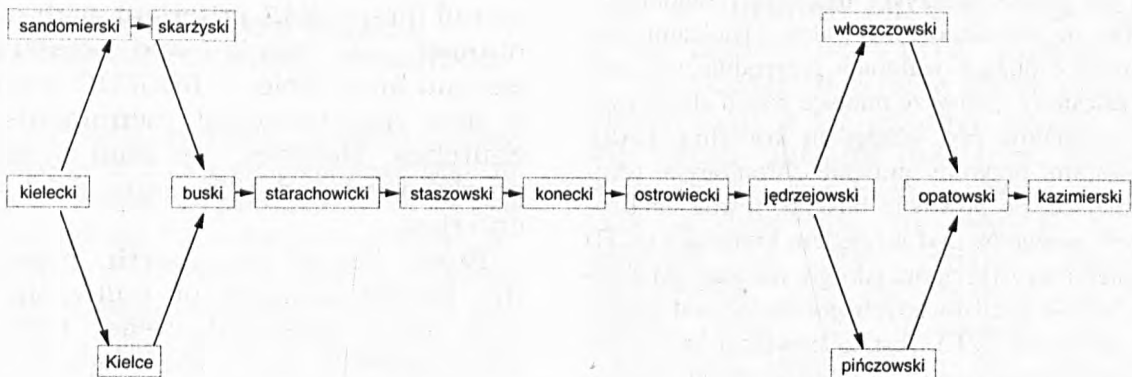 sandomierski skarżyski włoszczowski
kielecki buski starachowicki staszowski konecki ostrowiecki jędrzejowski opatowski kazimierski
Kielce pińczowski